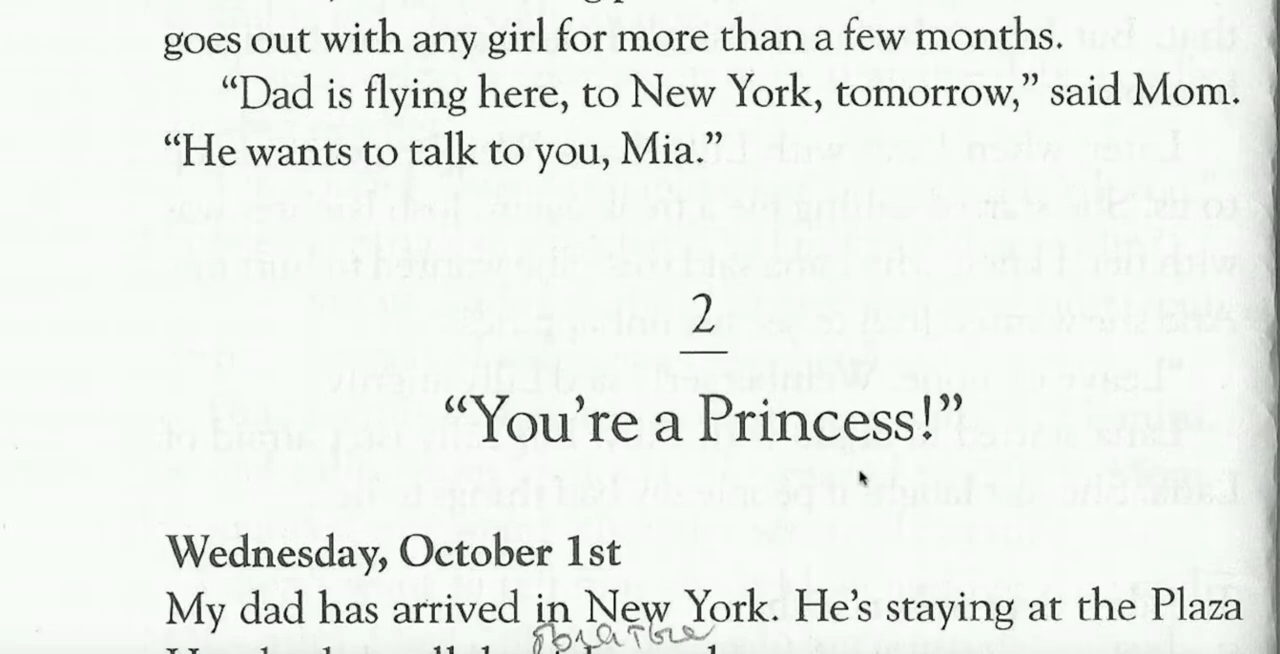 goes out with any girl for more than a few months.
“Dad is flying here, to New York, tomorrow,” said Mom.
“He wants to talk to you, Mia.”
2
“You’re a Princess!”
Wednesday, October 1st
My dad has arrived in New York. He’s staying at the Plaza